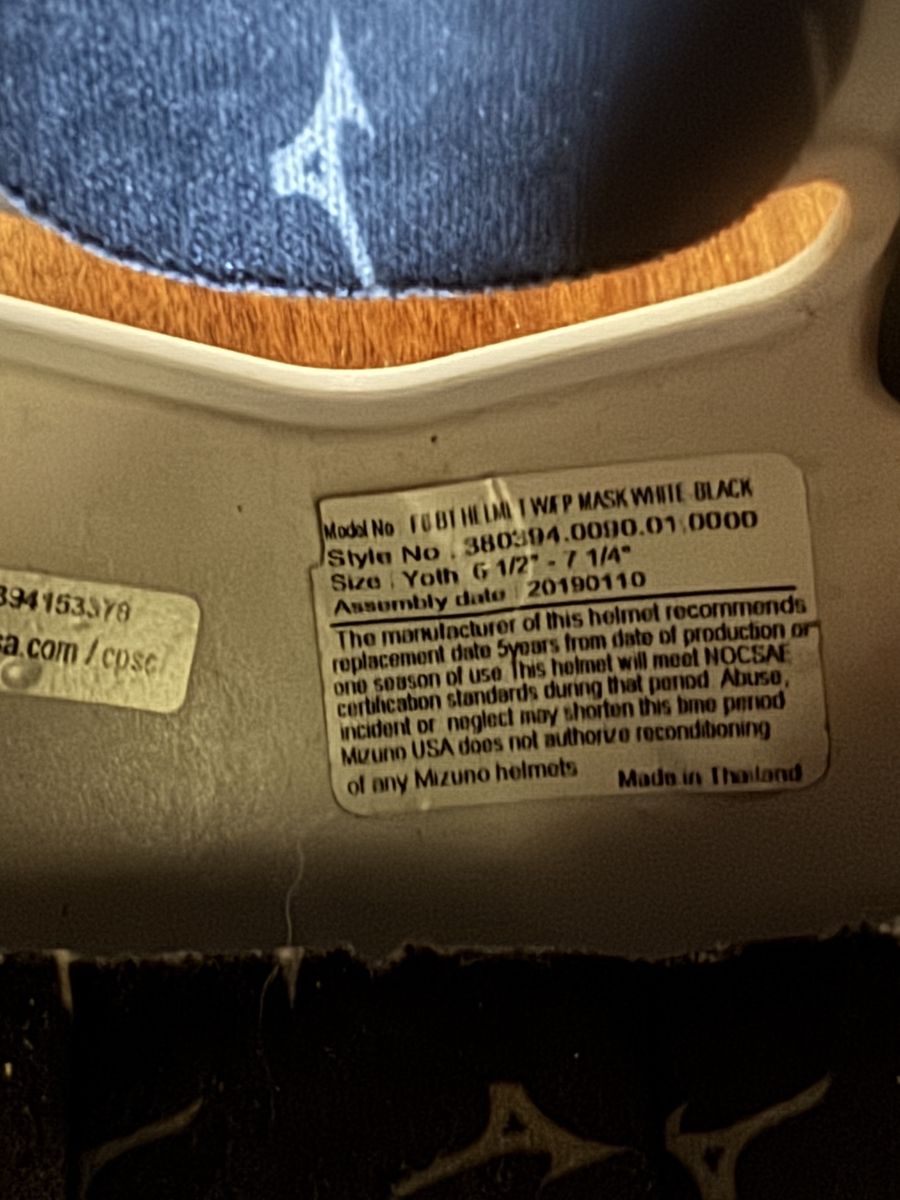 394153378
sa.com / cpsc
Model No HELMET W/FP MASK WHITE BLACK
Style No . 380394.0090.01.0000
Size : Yoth 6 1/2" - 7 1/4"
Assembly date : 20190110
The manufacturer of this helmet recommends
replacement date 5years from date of production or
one season of use This helmet will meet NOCSAE
certification standards during that period Abuse,
incident or neglect may shorten this time period
Mizuno USA does not authorize reconditioning
of any Mizuno helmets Made in Thailand